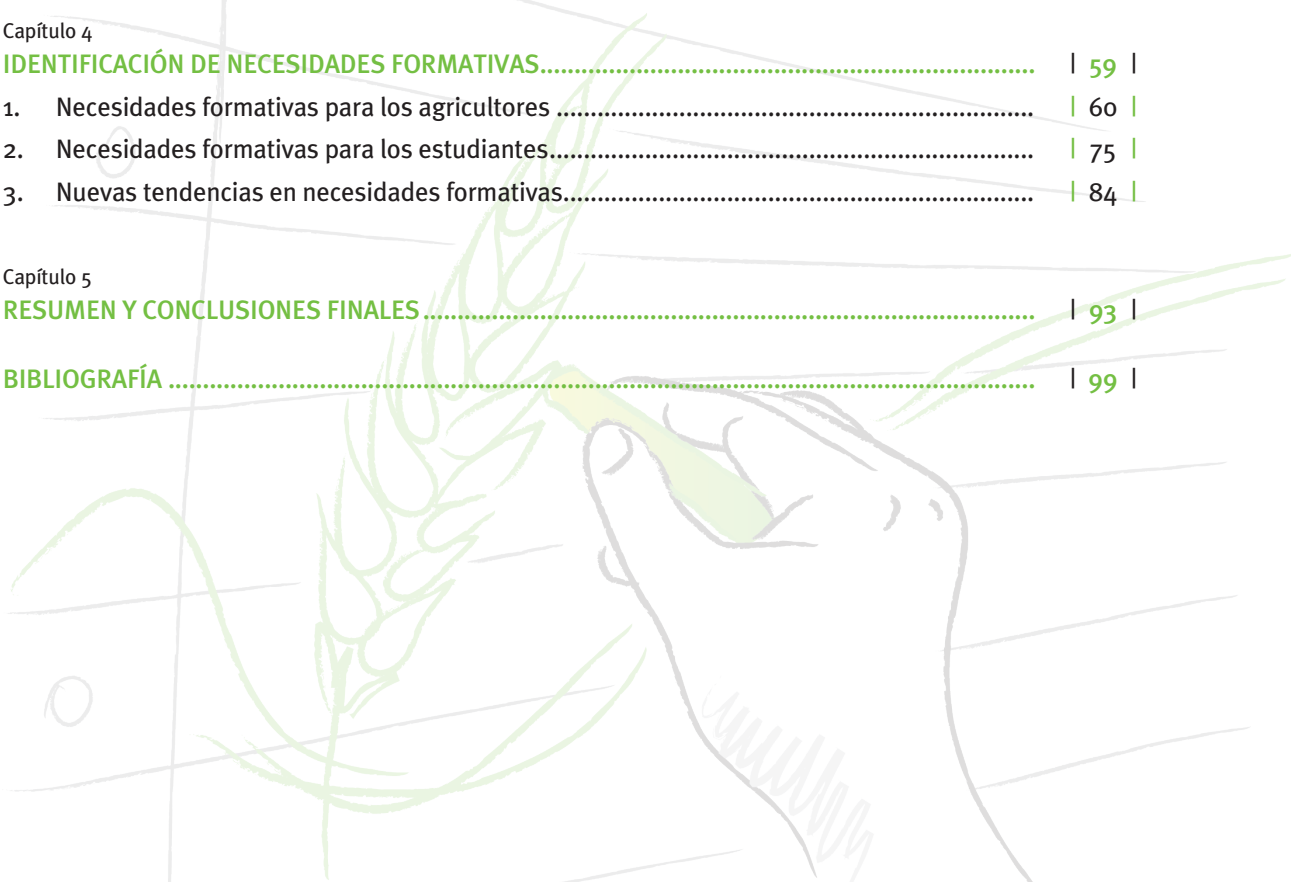 Capítulo 4
IDENTIFICACIÓN DE NECESIDADES FORMATIVAS......................................................................................... | 59 |
1. Necesidades formativas para los agricultores ..................................................................................... | 60 |
2. Necesidades formativas para los estudiantes...................................................................................... | 75 |
3. Nuevas tendencias en necesidades formativas.................................................................................... | 84 |
Capítulo 5
RESUMEN Y CONCLUSIONES FINALES .............................................................................................................. | 93 |
BIBLIOGRAFÍA ............................................................................................................................................................ | 99 |